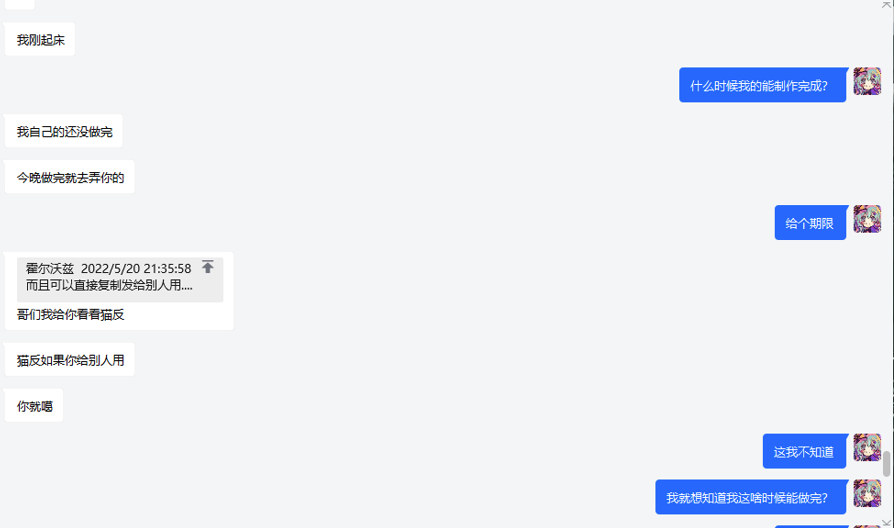 我刚起床
什么时候我的能制作完成？
我自己的还没做完
今晚做完就去弄你的
给个期限
霍尔沃兹 2022/5/20 21:35:58
而且可以直接复制发给别人用....
哥们我给你看看猫反
猫反如果你给别人用
你就噶
这我不知道
我就想知道我这啥时候能做完？